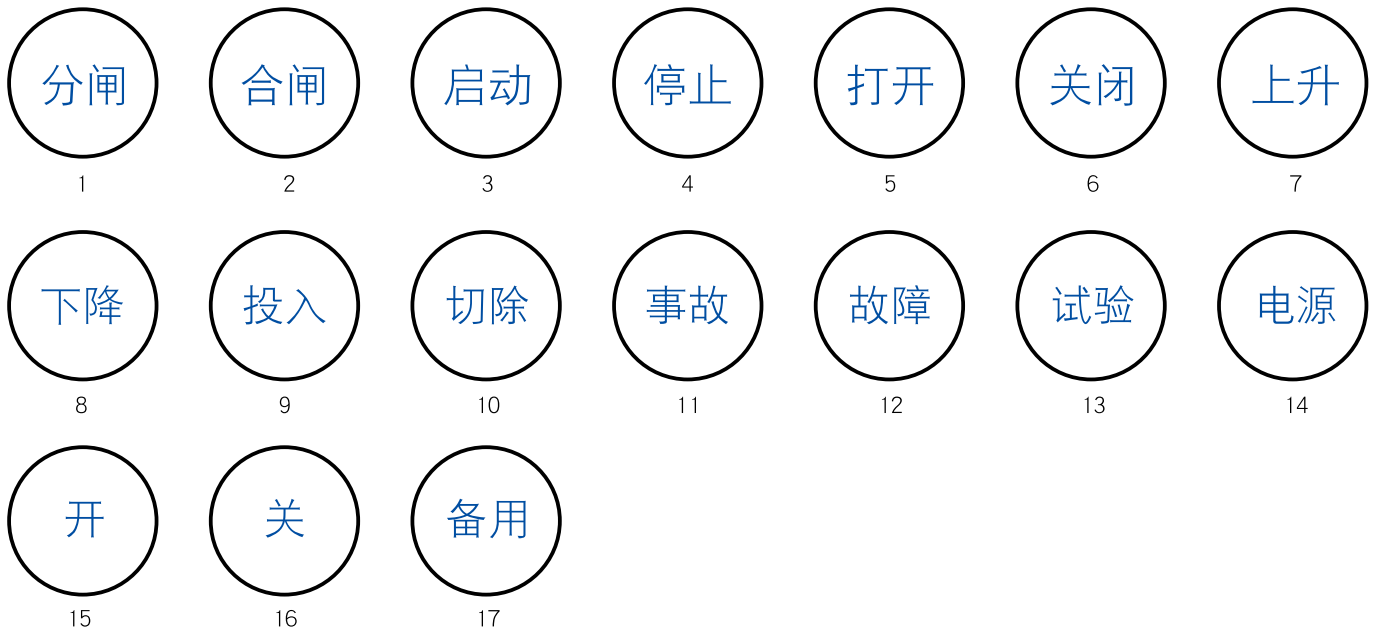 分闸 合闸 启动 停止 打开 关闭 上升
1 2 3 4 5 6 7
下降 投入 切除 事故 故障 试验 电源
8 9 10 11 12 13 14
开 关 备用
15 16 17